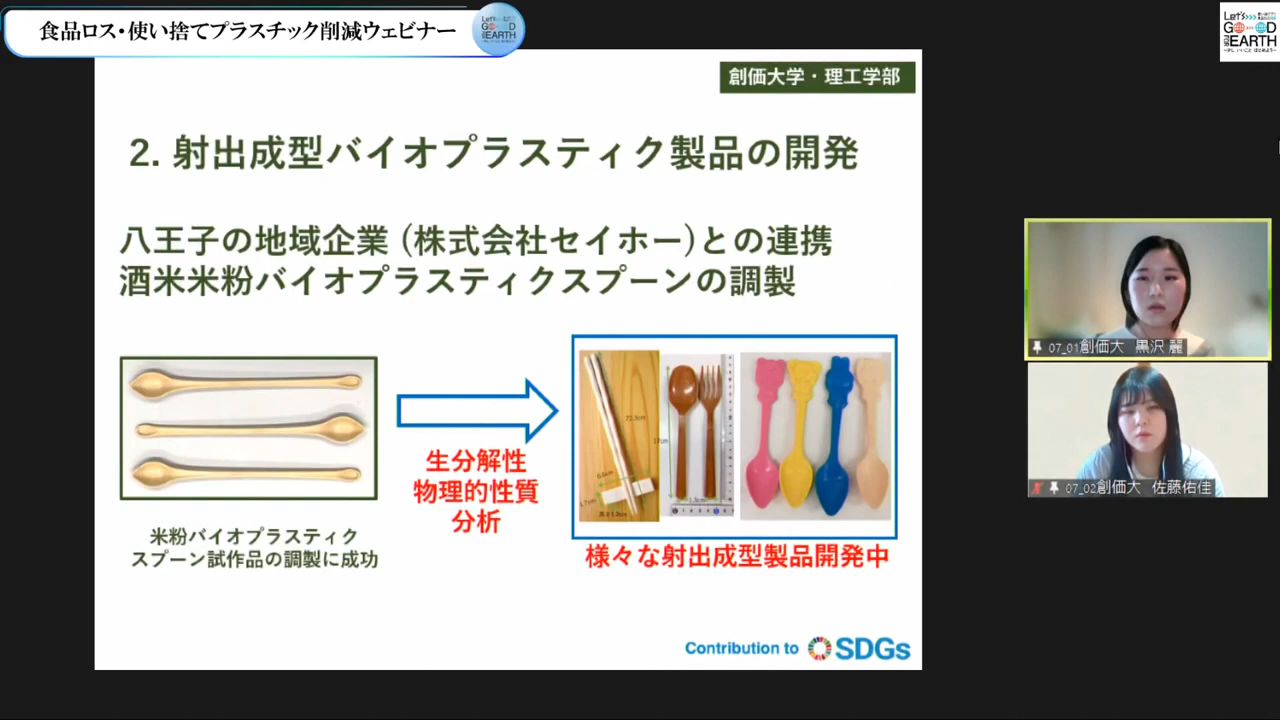 食品ロス・使い捨てプラスチック削減ウェビナー
Let's
GOOD
FOR EARTH
創価大学・理工学部
2. 射出成型バイオプラスティク製品の開発
八王子の地域企業 (株式会社セイホー)との連携
酒米米粉バイオプラスティクスプーンの調製
生分解性
物理的性質
分析
米粉バイオプラスティク
スプーン試作品の調製に成功
22.5cm
17cm
様々な射出成型製品開発中
Contribution to SDGs
07_01創価大 黒沢 麗
07_02創価大 佐藤佑佳